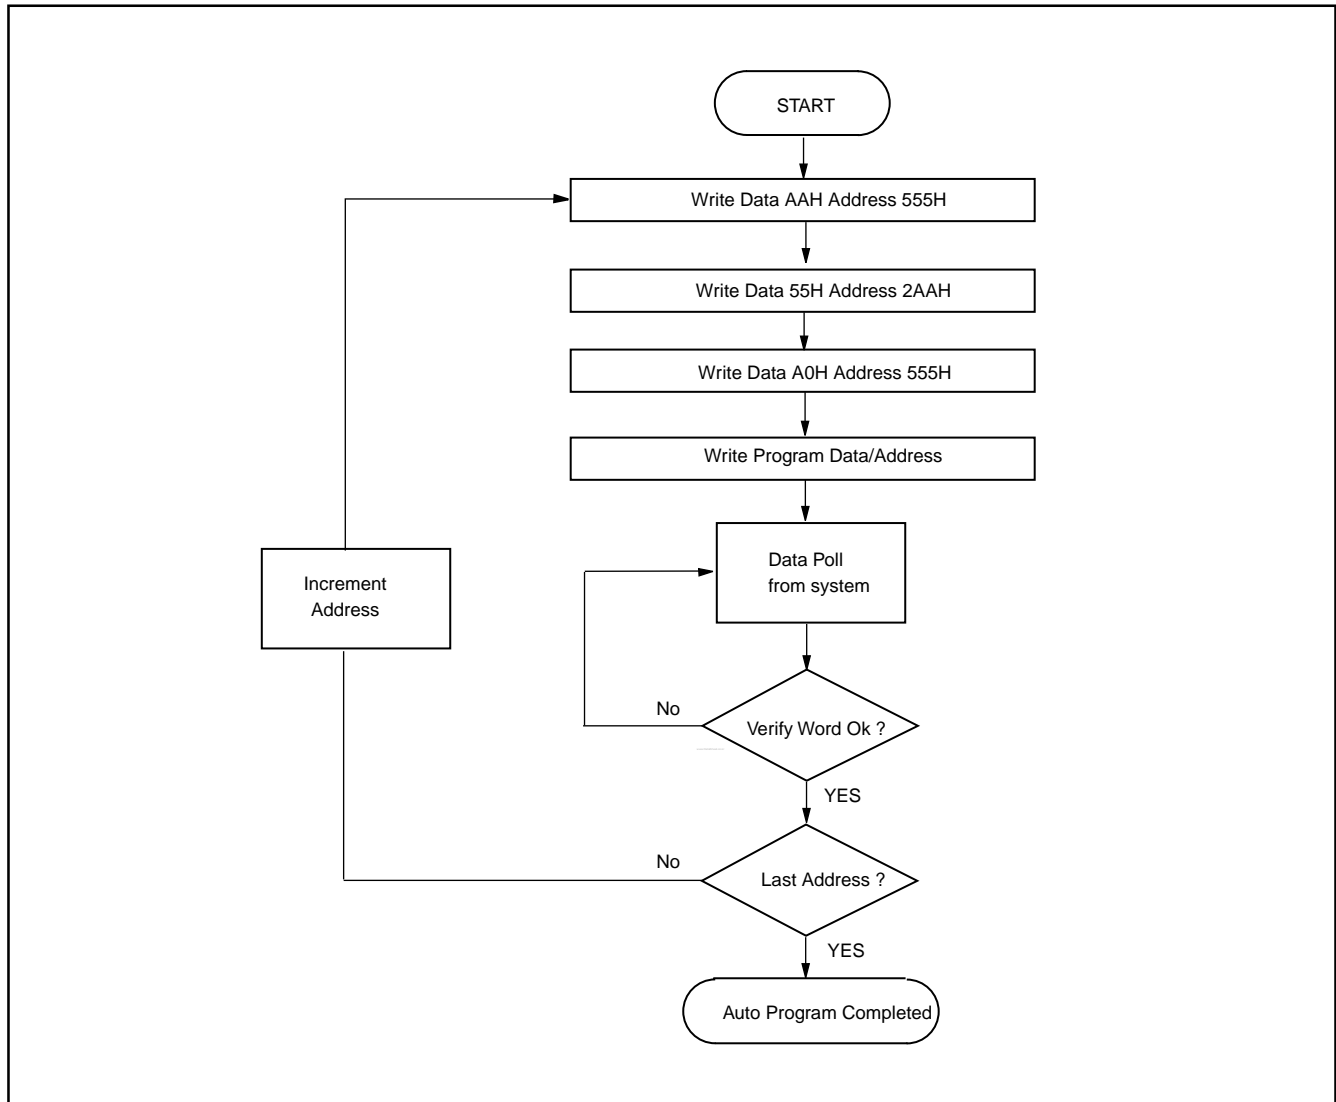 START
Write Data AAH Address 555H
Write Data 55H Address 2AAH
Write Data A0H Address 555H
Write Program Data/Address
Data Poll
from system
Increment
Address
No
Verify Word Ok ?
YES
No
Last Address ?
YES
Auto Program Completed